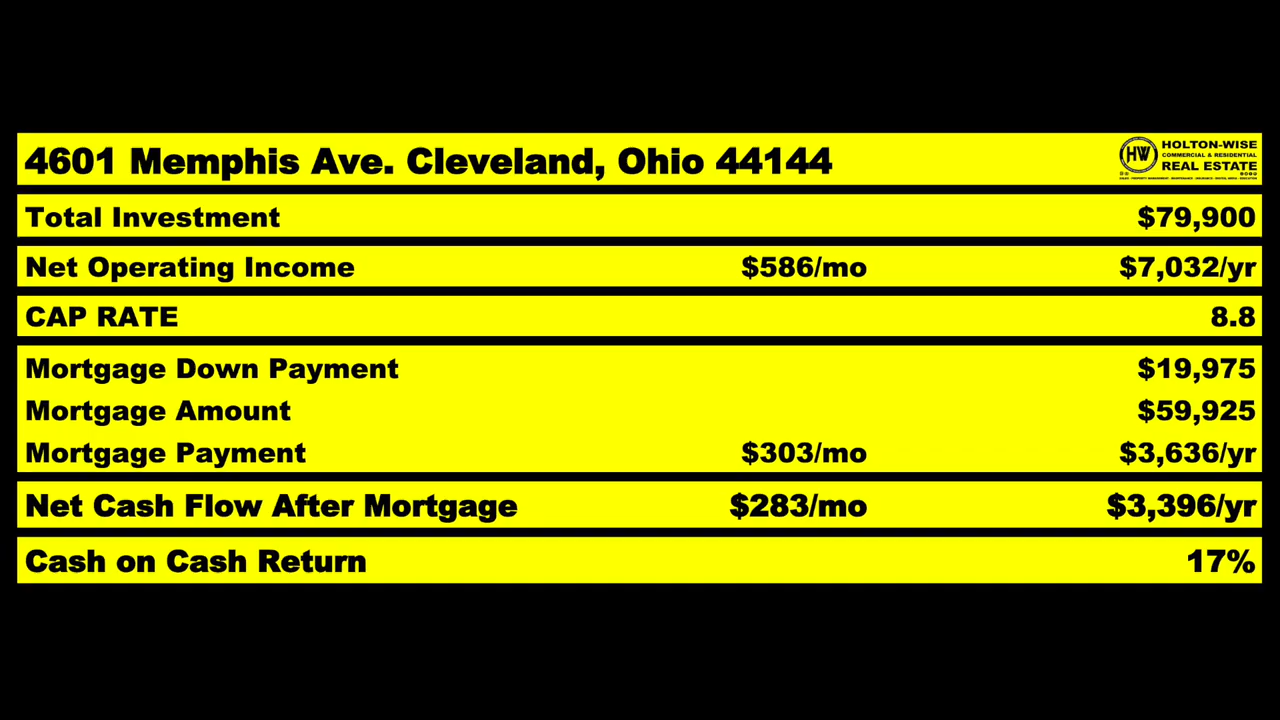 4601 Memphis Ave. Cleveland, Ohio 44144
HW
HOLTON-WISE
COMMERCIAL & RESIDENTIAL
REAL ESTATE
Total Investment $79,900
Net Operating Income $586/mo $7,032/yr
CAP RATE 8.8
Mortgage Down Payment $19,975
Mortgage Amount $59,925
Mortgage Payment $303/mo $3,636/yr
Net Cash Flow After Mortgage $283/mo $3,396/yr
Cash on Cash Return 17%